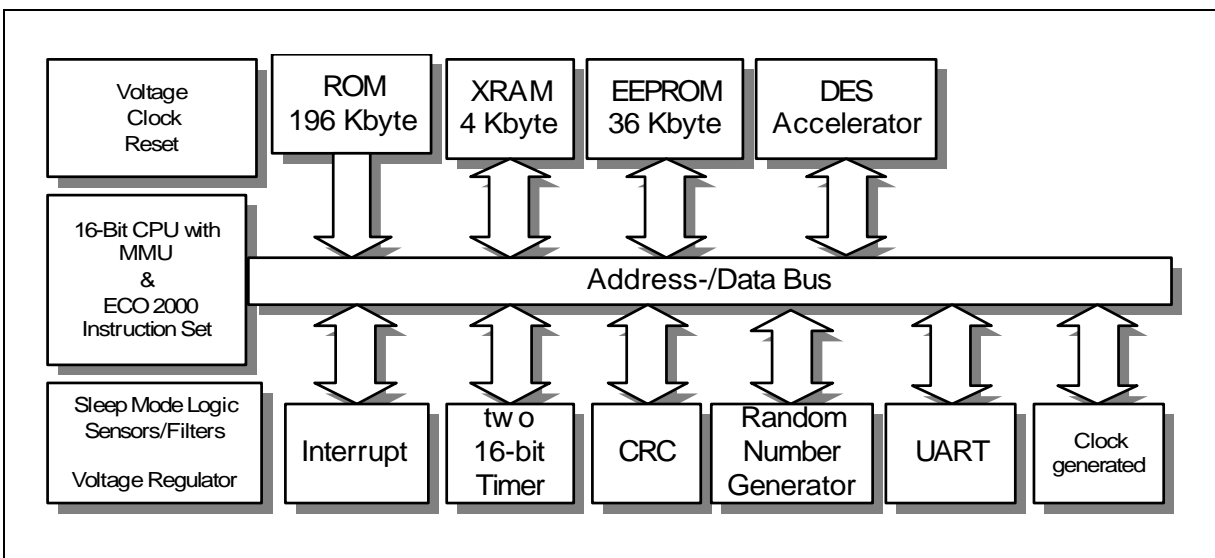 Voltage
Clock
Reset
ROM
196 Kbyte
XRAM
4 Kbyte
EEPROM
36 Kbyte
DES
Accelerator
16-Bit CPU with
MMU
&
ECO 2000
Instruction Set
Address-/Data Bus
Sleep Mode Logic
Sensors/Filters
Voltage Regulator
Interrupt
two
16-bit
Timer
CRC
Random
Number
Generator
UART
Clock
generated